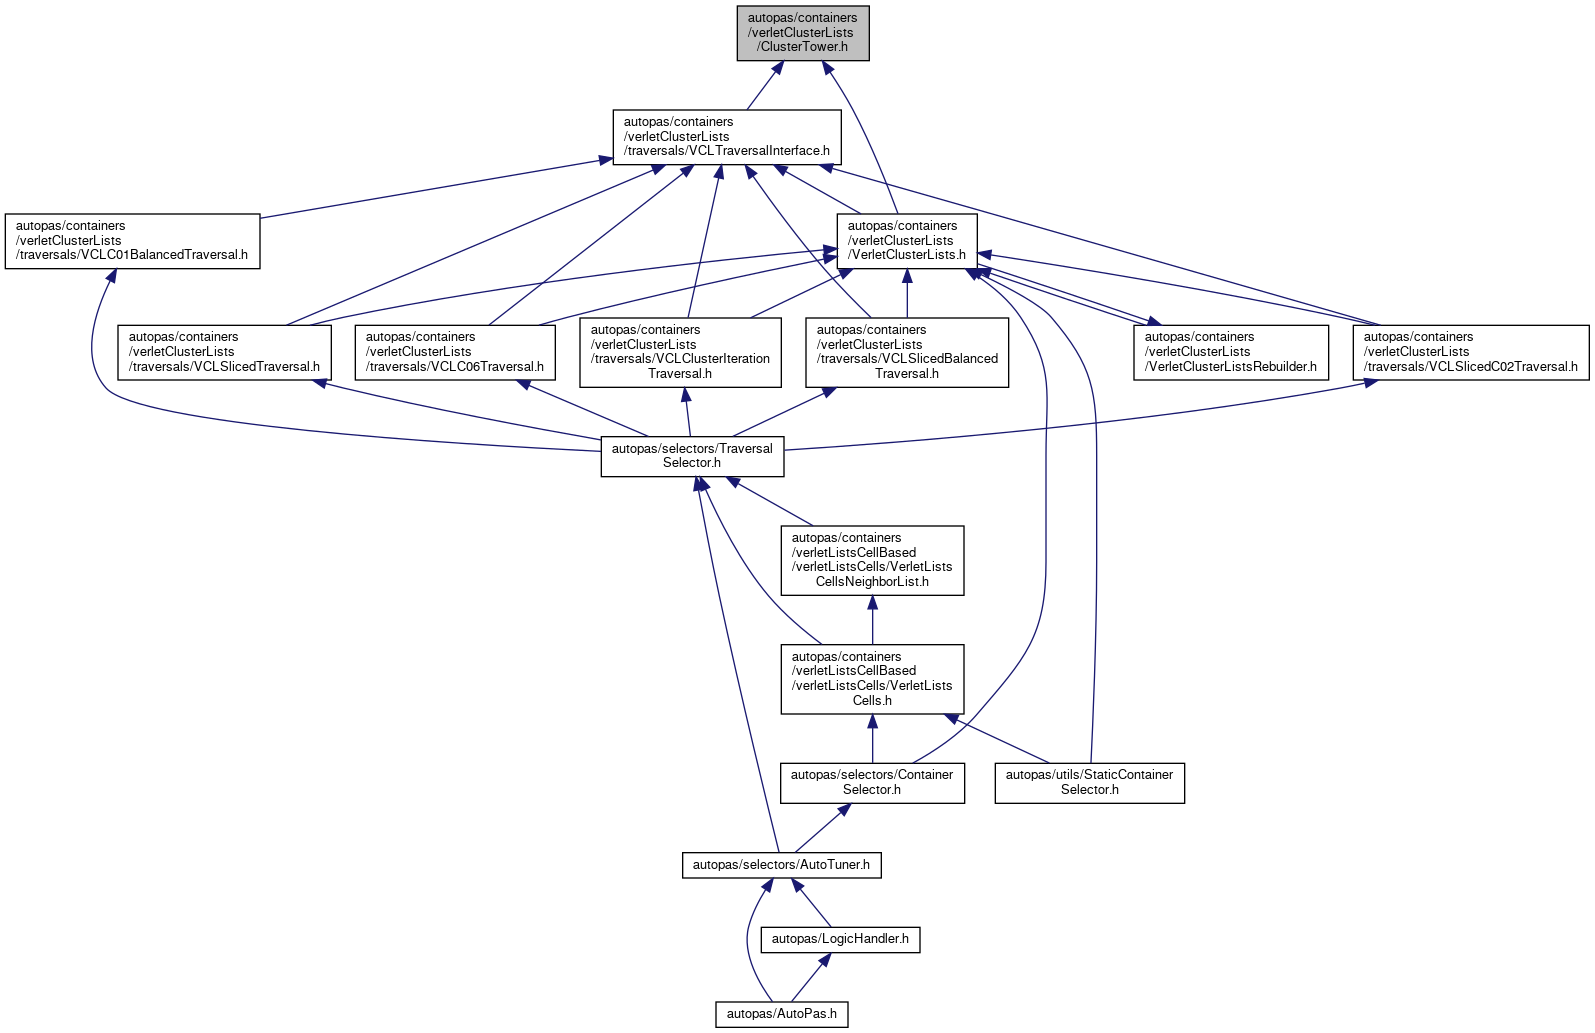 autopas/containers
/verletClusterLists
/ClusterTower.h
autopas/containers
/verletClusterLists
/traversals/VCLTraversalInterface.h
autopas/containers
/verletClusterLists
/traversals/VCLC01BalancedTraversal.h
autopas/containers
/verletClusterLists
/VerletClusterLists.h
autopas/containers
/verletClusterLists
/traversals/VCLSlicedTraversal.h
autopas/containers
/verletClusterLists
/traversals/VCLC06Traversal.h
autopas/containers
/verletClusterLists
/traversals/VCLClusterIteration
Traversal.h
autopas/containers
/verletClusterLists
/traversals/VCLSlicedBalanced
Traversal.h
autopas/containers
/verletClusterLists
/VerletClusterListsRebuilder.h
autopas/containers
/verletClusterLists
/traversals/VCLSlicedC02Traversal.h
autopas/selectors/Traversal
Selector.h
autopas/containers
/verletListsCellBased
/verletListsCells/VerletLists
CellsNeighborList.h
autopas/containers
/verletListsCellBased
/verletListsCells/VerletLists
Cells.h
autopas/selectors/Container
Selector.h
autopas/utils/StaticContainer
Selector.h
autopas/selectors/AutoTuner.h
autopas/LogicHandler.h
autopas/AutoPas.h